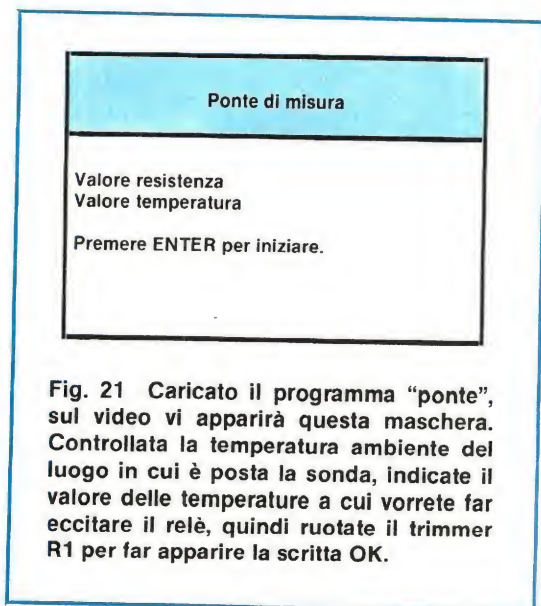 Ponte di misura
Valore resistenza
Valore temperatura
Premere ENTER per iniziare.
Fig. 21 Caricato il programma “ponte”,
sul video vi apparirà questa maschera.
Controllata la temperatura ambiente del
luogo in cui è posta la sonda, indicate il
valore delle temperature a cui vorrete far
eccitare il relè, quindi ruotate il trimmer
R1 per far apparire la scritta OK.